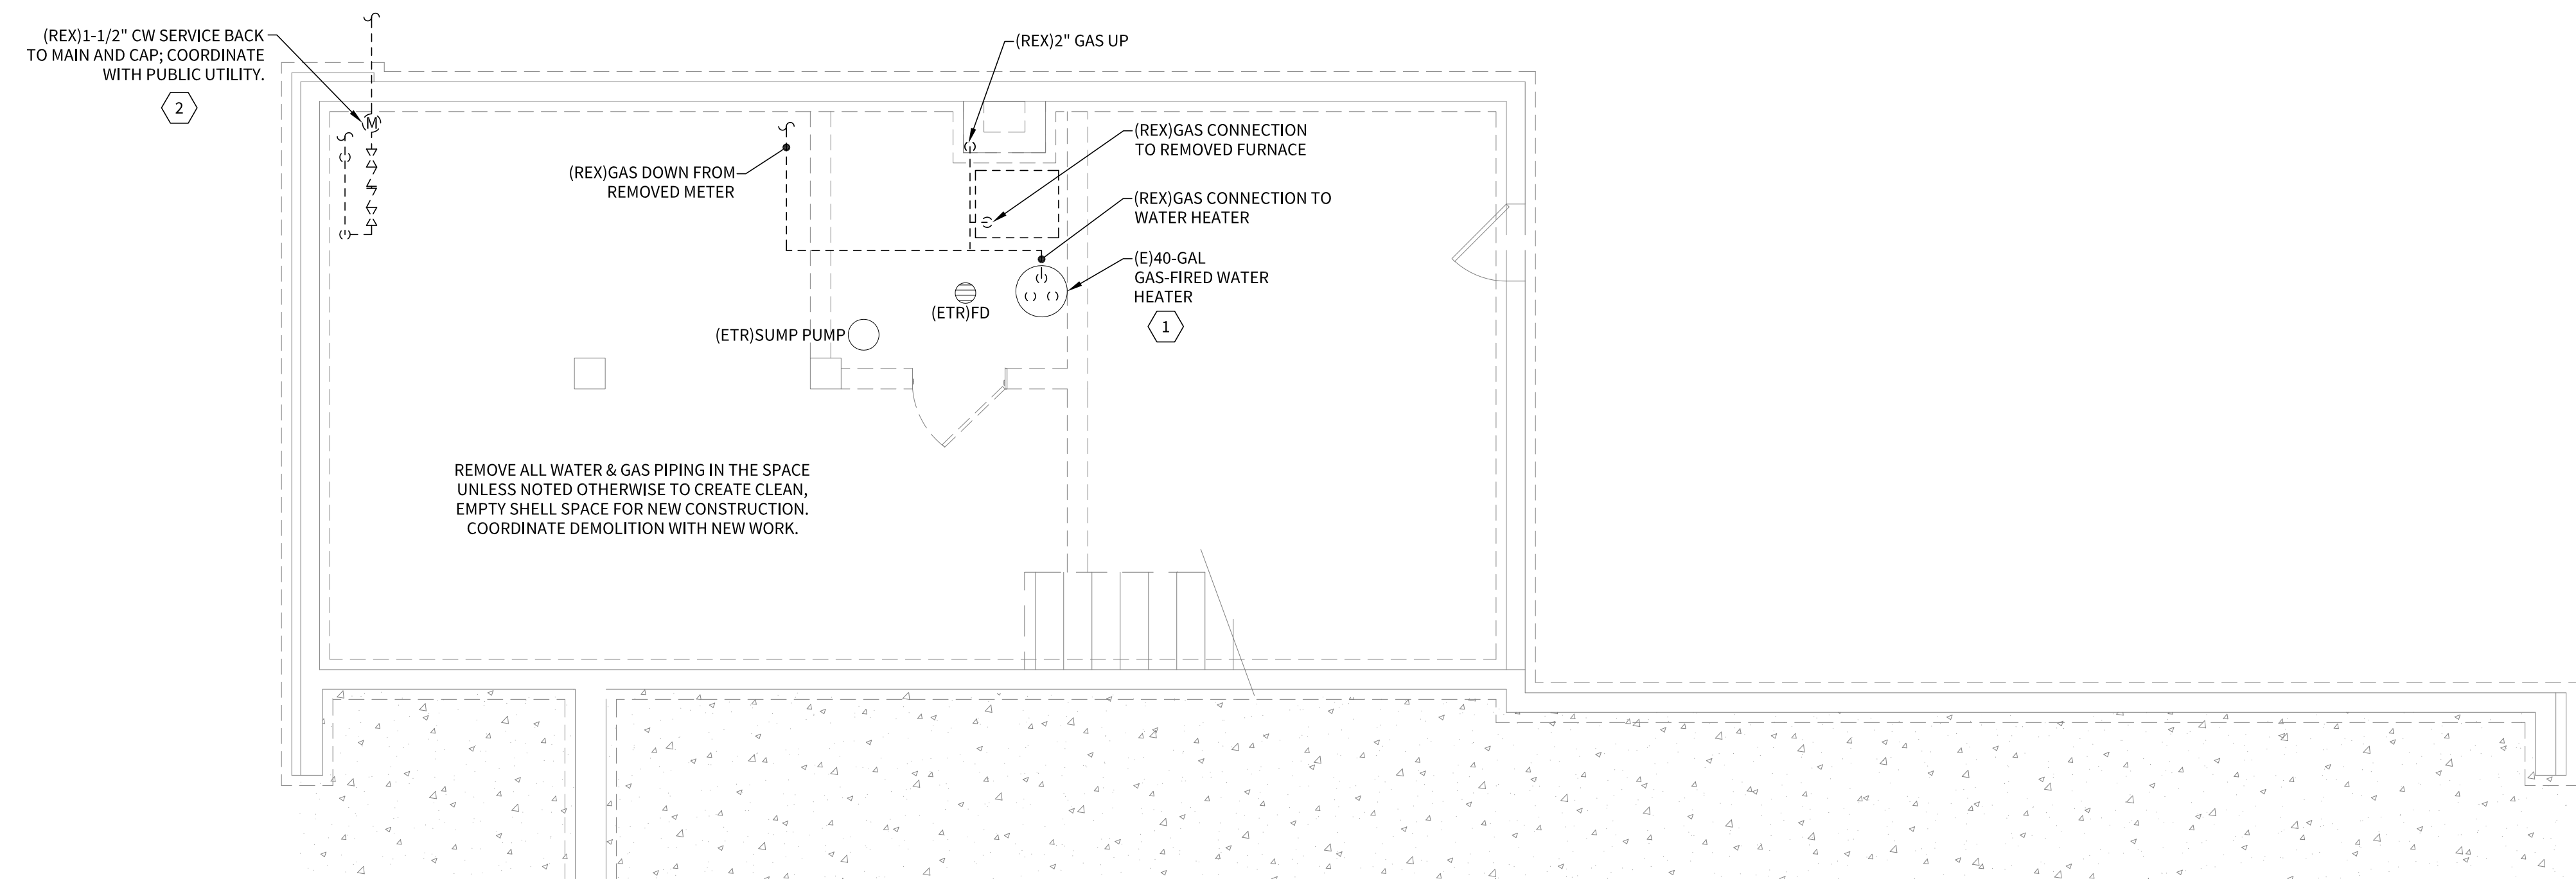 (REX)1-1/2" CW SERVICE BACK
TO MAIN AND CAP; COORDINATE
WITH PUBLIC UTILITY.
2
M
(REX)2" GAS UP
(REX)GAS DOWN FROM
REMOVED METER
(REX)GAS CONNECTION
TO REMOVED FURNACE
(REX)GAS CONNECTION TO
WATER HEATER
(E)40-GAL
GAS-FIRED WATER
HEATER
1
(ETR)FD
(ETR)SUMP PUMP
REMOVE ALL WATER & GAS PIPING IN THE SPACE
UNLESS NOTED OTHERWISE TO CREATE CLEAN,
EMPTY SHELL SPACE FOR NEW CONSTRUCTION.
COORDINATE DEMOLITION WITH NEW WORK.